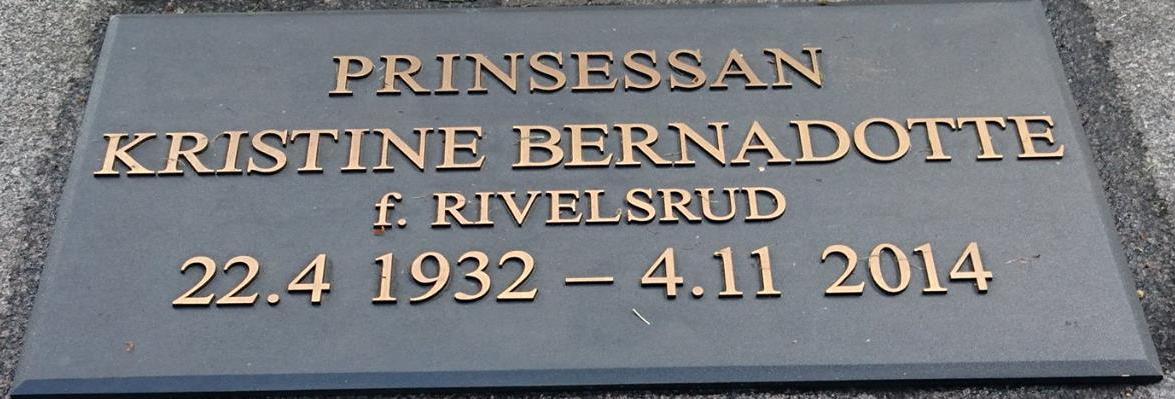 PRINSESSAN
KRISTINE BERNADOTTE
f. RIVELSRUD
22.4 1932 – 4.11 2014